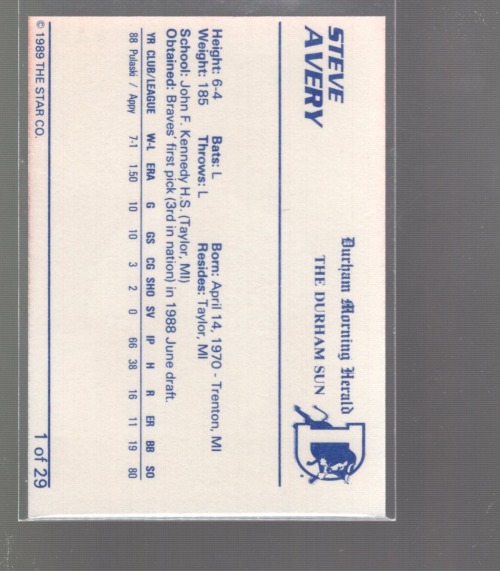 STEVE
AVERY
Durham Morning Herald
THE DURHAM SUN
D
Height: 6-4 Bats: L Born: April 14, 1970 - Trenton, MI
Weight: 185 Throws: L Resides: Taylor, MI
School: John F. Kennedy H.S. (Taylor, MI)
Obtained: Braves' first pick (3rd in nation) in 1988 June draft.
YR CLUB/LEAGUE W-L ERA G GS CG SHO SV IP H R ER BB SO
88 Pulaski / Appy 7-1 1.50 10 10 3 2 0 66 38 16 11 19 80
© 1989 THE STAR CO. 1 of 29